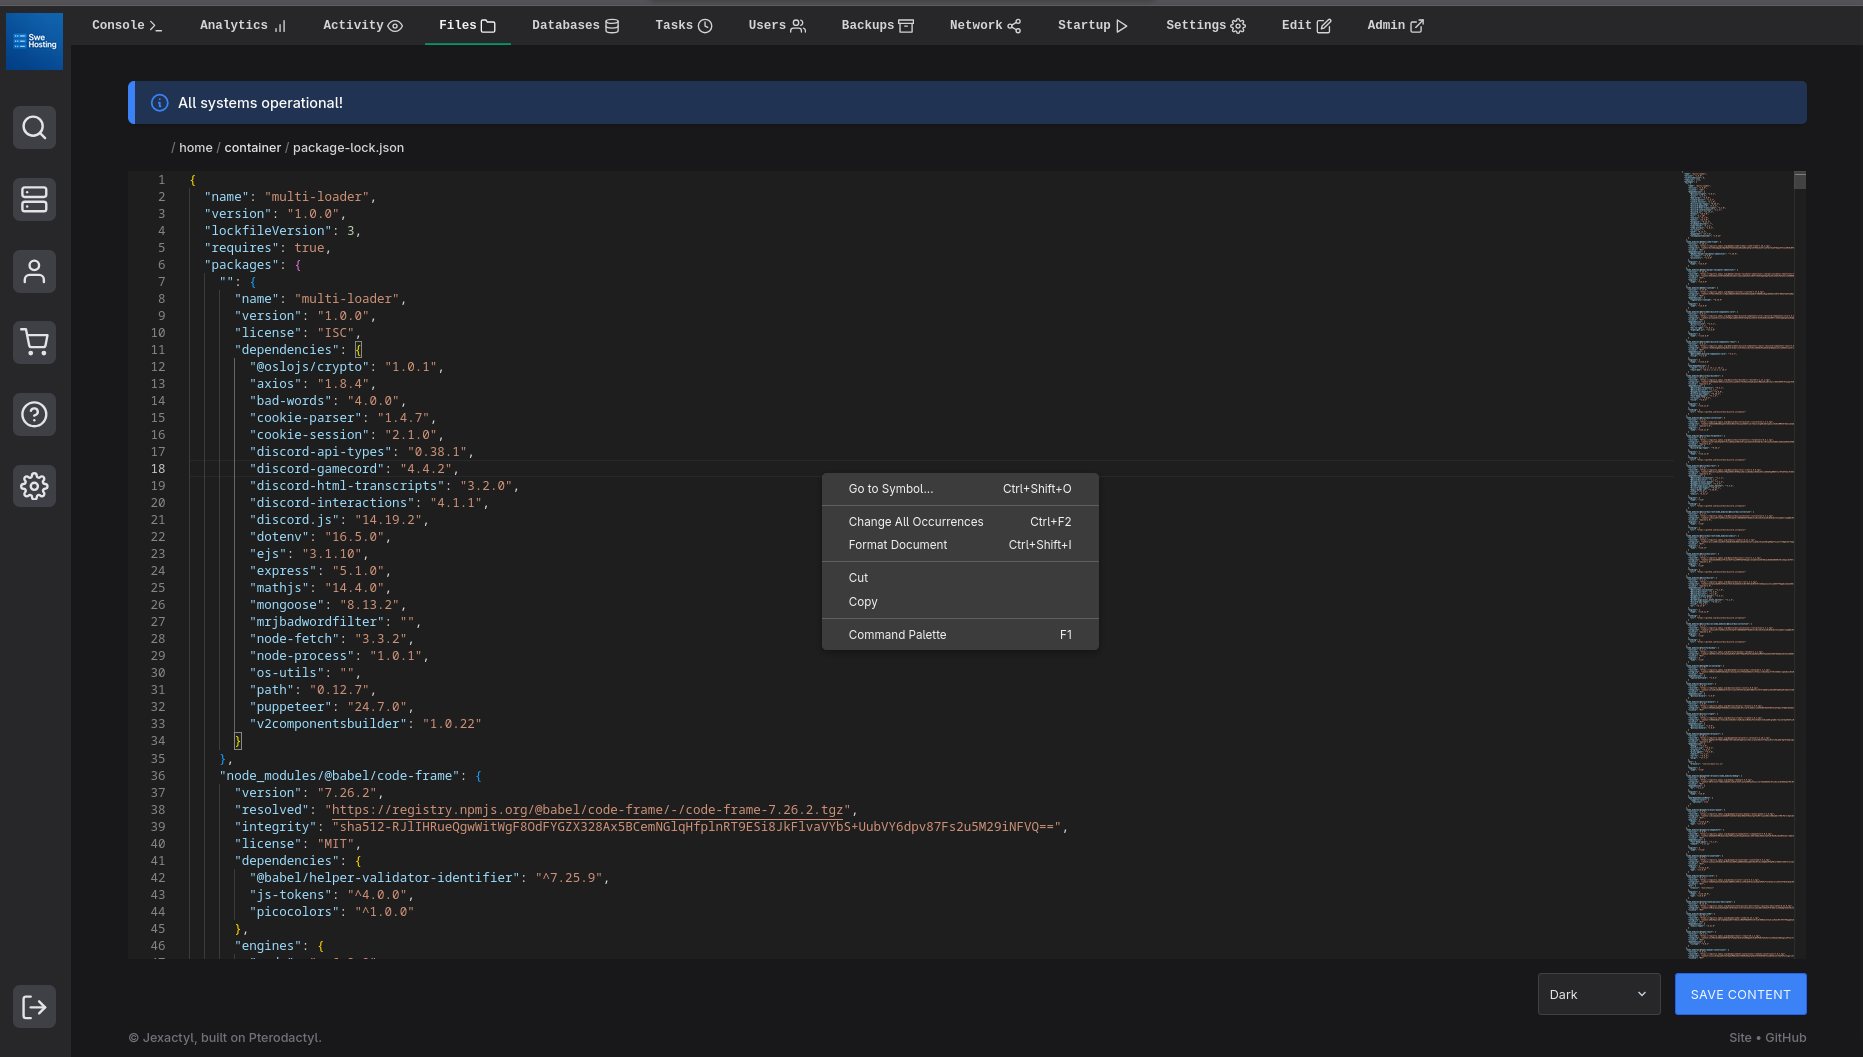 Swe
Hosting
Console
Analytics
Activity
Files
Databases
Tasks
Users
Backups
Network
Startup
Settings
Edit
Admin
All systems operational!
/ home / container / package-lock.json
1 {
2 "name": "multi-loader",
3 "version": "1.0.0",
4 "lockfileVersion": 3,
5 "requires": true,
6 "packages": {
7 "": {
8 "name": "multi-loader",
9 "version": "1.0.0",
10 "license": "ISC",
11 "dependencies": {
12 "@oslojs/crypto": "1.0.1",
13 "axios": "1.8.4",
14 "bad-words": "4.0.0",
15 "cookie-parser": "1.4.7",
16 "cookie-session": "2.1.0",
17 "discord-api-types": "0.38.1",
18 "discord-gamecord": "4.4.2",
19 "discord-html-transcripts": "3.2.0",
20 "discord-interactions": "4.1.1",
21 "discord.js": "14.19.2",
22 "dotenv": "16.5.0",
23 "ejs": "3.1.10",
24 "express": "5.1.0",
25 "mathjs": "14.4.0",
26 "mongoose": "8.13.2",
27 "mrjbadwordfilter": "",
28 "node-fetch": "3.3.2",
29 "node-process": "1.0.1",
30 "os-utils": "",
31 "path": "0.12.7",
32 "puppeteer": "24.7.0",
33 "v2componentsbuilder": "1.0.22"
34 }
35 },
36 "node_modules/@babel/code-frame": {
37 "version": "7.26.2",
38 "resolved": "https://registry.npmjs.org/@babel/code-frame/-/code-frame-7.26.2.tgz",
39 "integrity": "sha512-RJlIHRueQgwWitWgF8OdFYGZX328Ax5BCemNGlqHfplnRT9ESi8JkFlvaVYbS+UubVY6dpv87Fs2u5M29iNFVQ==",
40 "license": "MIT",
41 "dependencies": {
42 "@babel/helper-validator-identifier": "^7.25.9",
43 "js-tokens": "^4.0.0",
44 "picocolors": "^1.0.0"
45 },
46 "engines": {
Go to Symbol... Ctrl+Shift+O
Change All Occurrences Ctrl+F2
Format Document Ctrl+Shift+I
Cut
Copy
Command Palette F1
Dark
SAVE CONTENT
© Jexactyl, built on Pterodactyl.
Site • GitHub